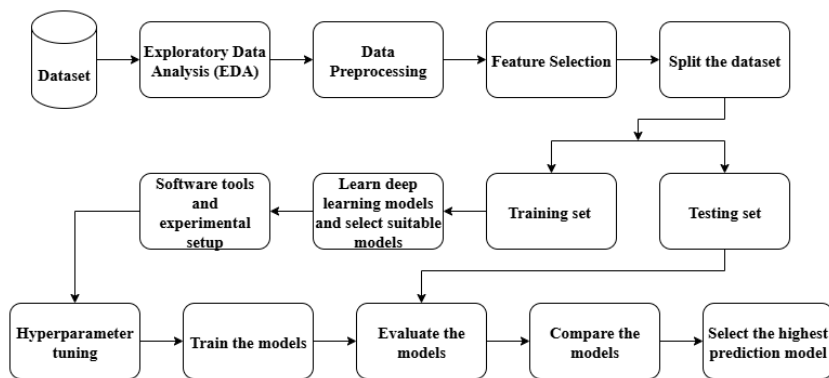 Dataset
Exploratory Data
Analysis (EDA)
Data
Preprocessing
Feature Selection
Split the dataset
Software tools
and
experimental
setup
Learn deep
learning models
and select suitable
models
Training set
Testing set
Hyperparameter
tuning
Train the models
Evaluate the
models
Compare the
models
Select the highest
prediction model